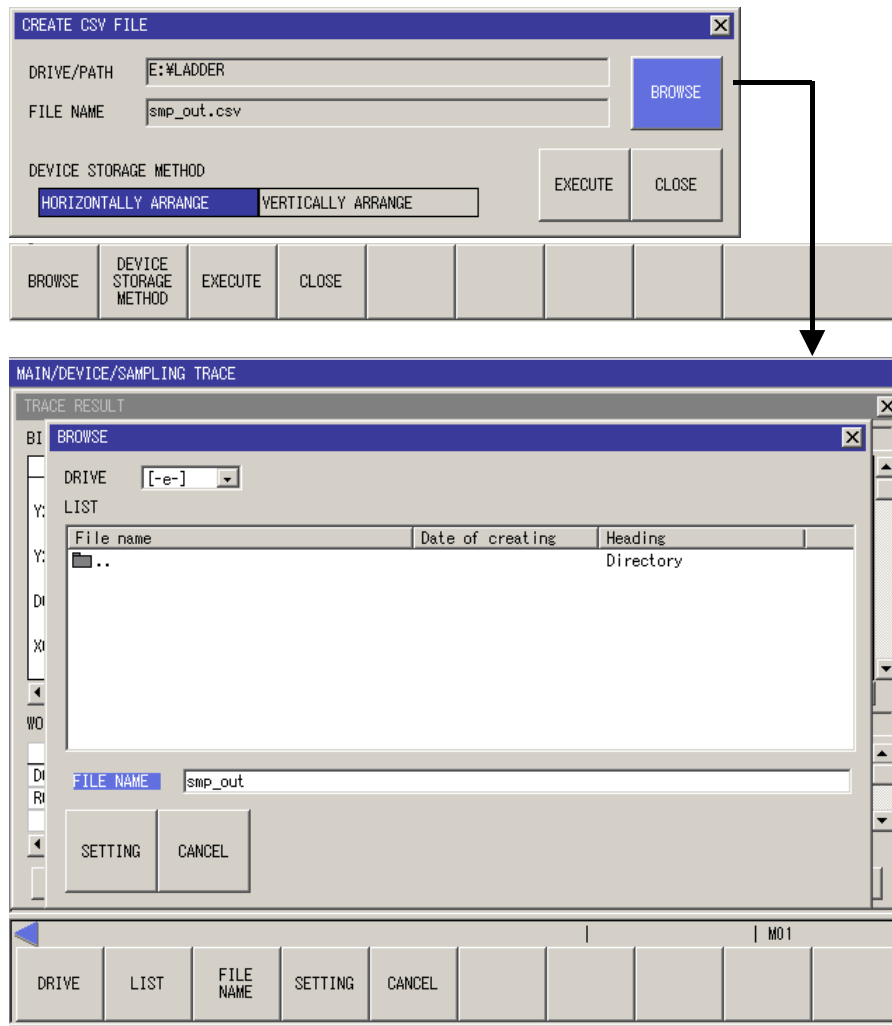 CREATE CSV FILE
DRIVE/PATH E:¥LADDER
BROWSE
FILE NAME smp_out.csv
DEVICE STORAGE METHOD
HORIZONTALLY ARRANGE VERTICALLY ARRANGE
EXECUTE CLOSE
BROWSE DEVICE STORAGE METHOD EXECUTE CLOSE
MAIN/DEVICE/SAMPLING TRACE
TRACE RESULT
BI BROWSE
DRIVE [-e-]
LIST
File name Date of creating Heading
.. Directory
WO
FILE NAME smp_out
SETTING CANCEL
M01
DRIVE LIST FILE NAME SETTING CANCEL